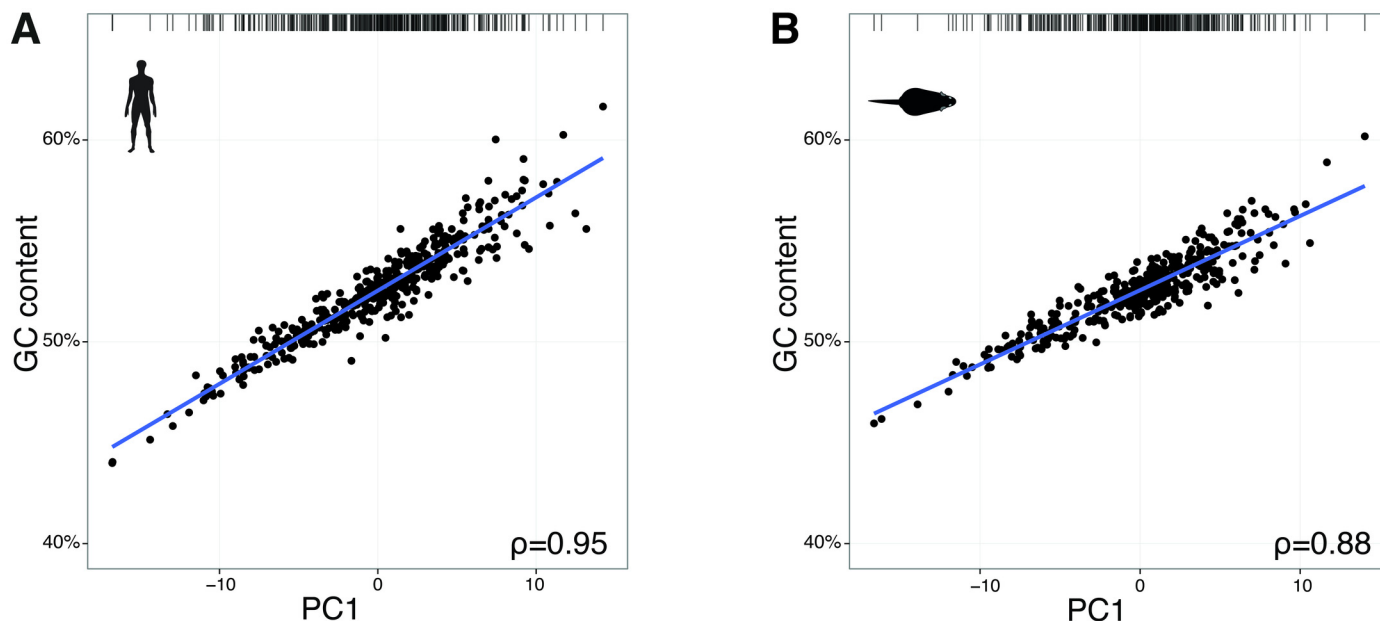 A
B
GC content
60%
50%
40%
ρ=0.95
−10
0
10
PC1
GC content
60%
50%
40%
ρ=0.88
−10
0
10
PC1